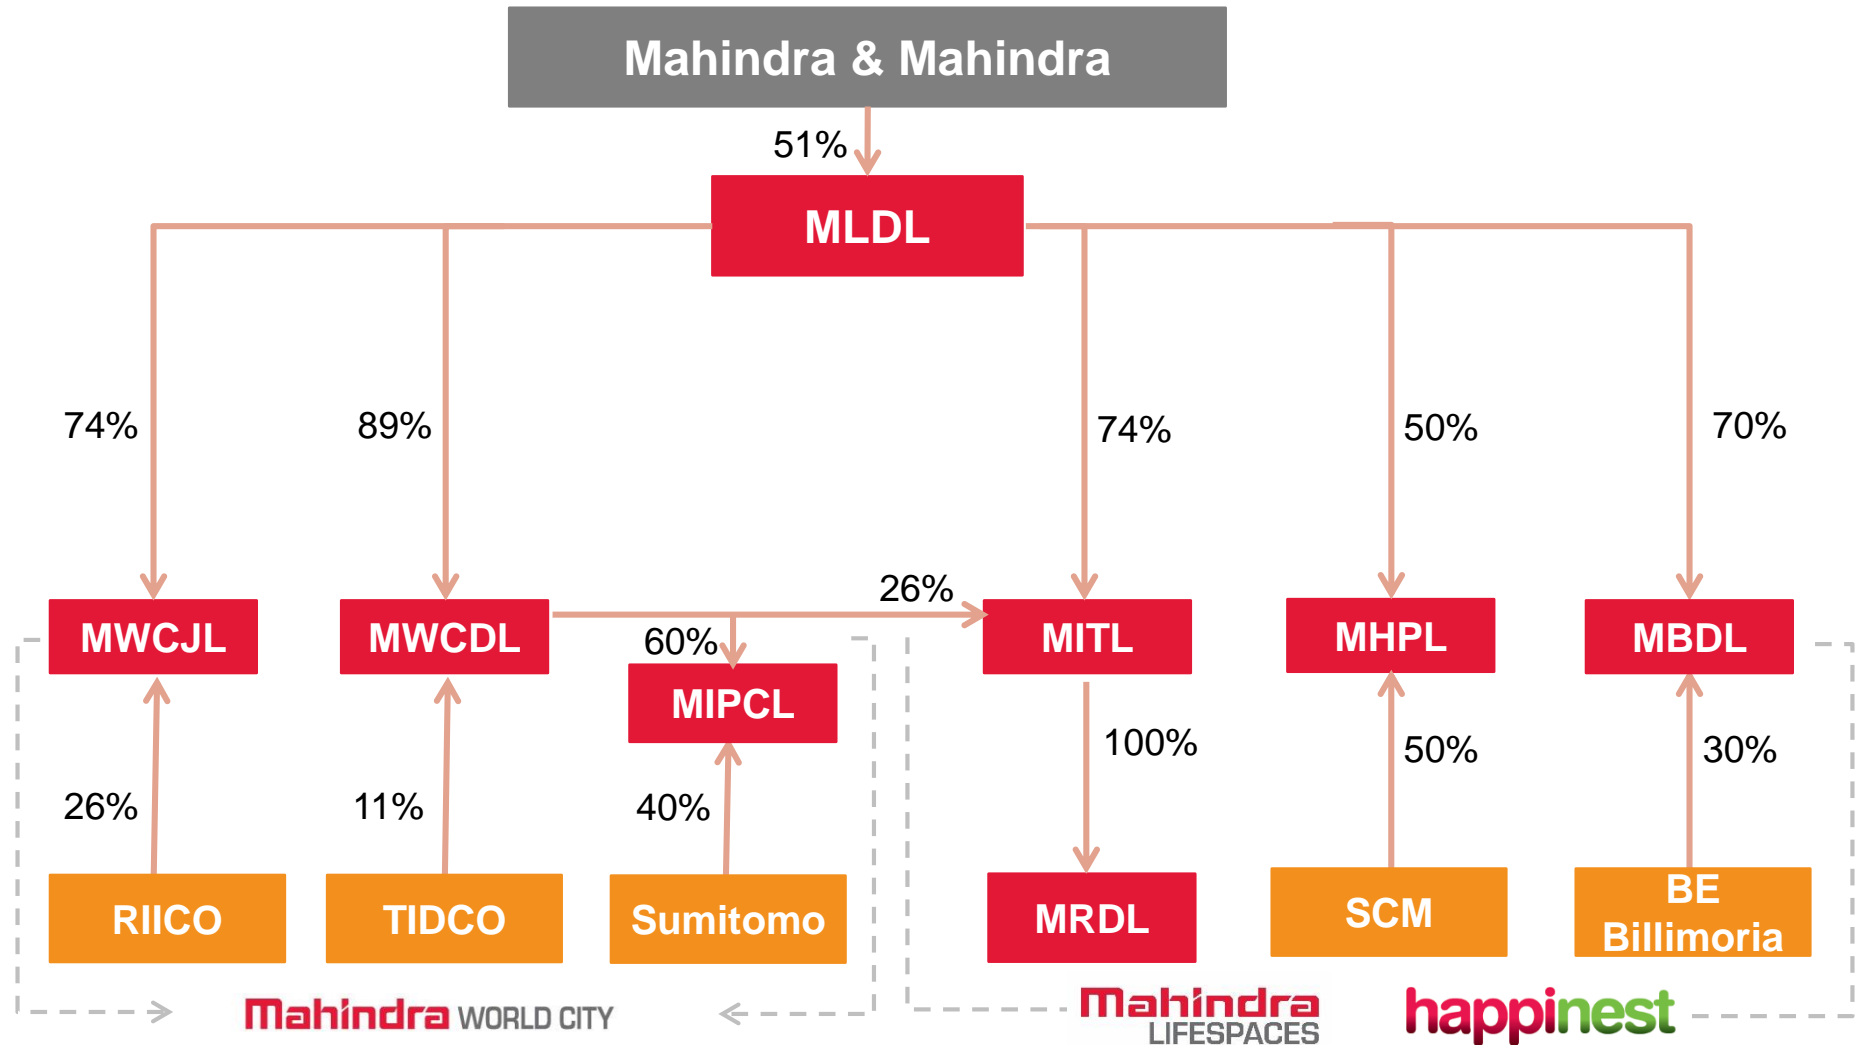 Mahindra & Mahindra
51%
MLDL
74%
89%
74%
50%
70%
26%
MWCJL
MWCDL
60%
MITL
MHPL
MBDL
MIPCL
26%
11%
40%
100%
50%
30%
RIICO
TIDCO
Sumitomo
MRDL
SCM
BE
Billimoria
Mahindra WORLD CITY
Mahindra
LIFESPACES
happinest